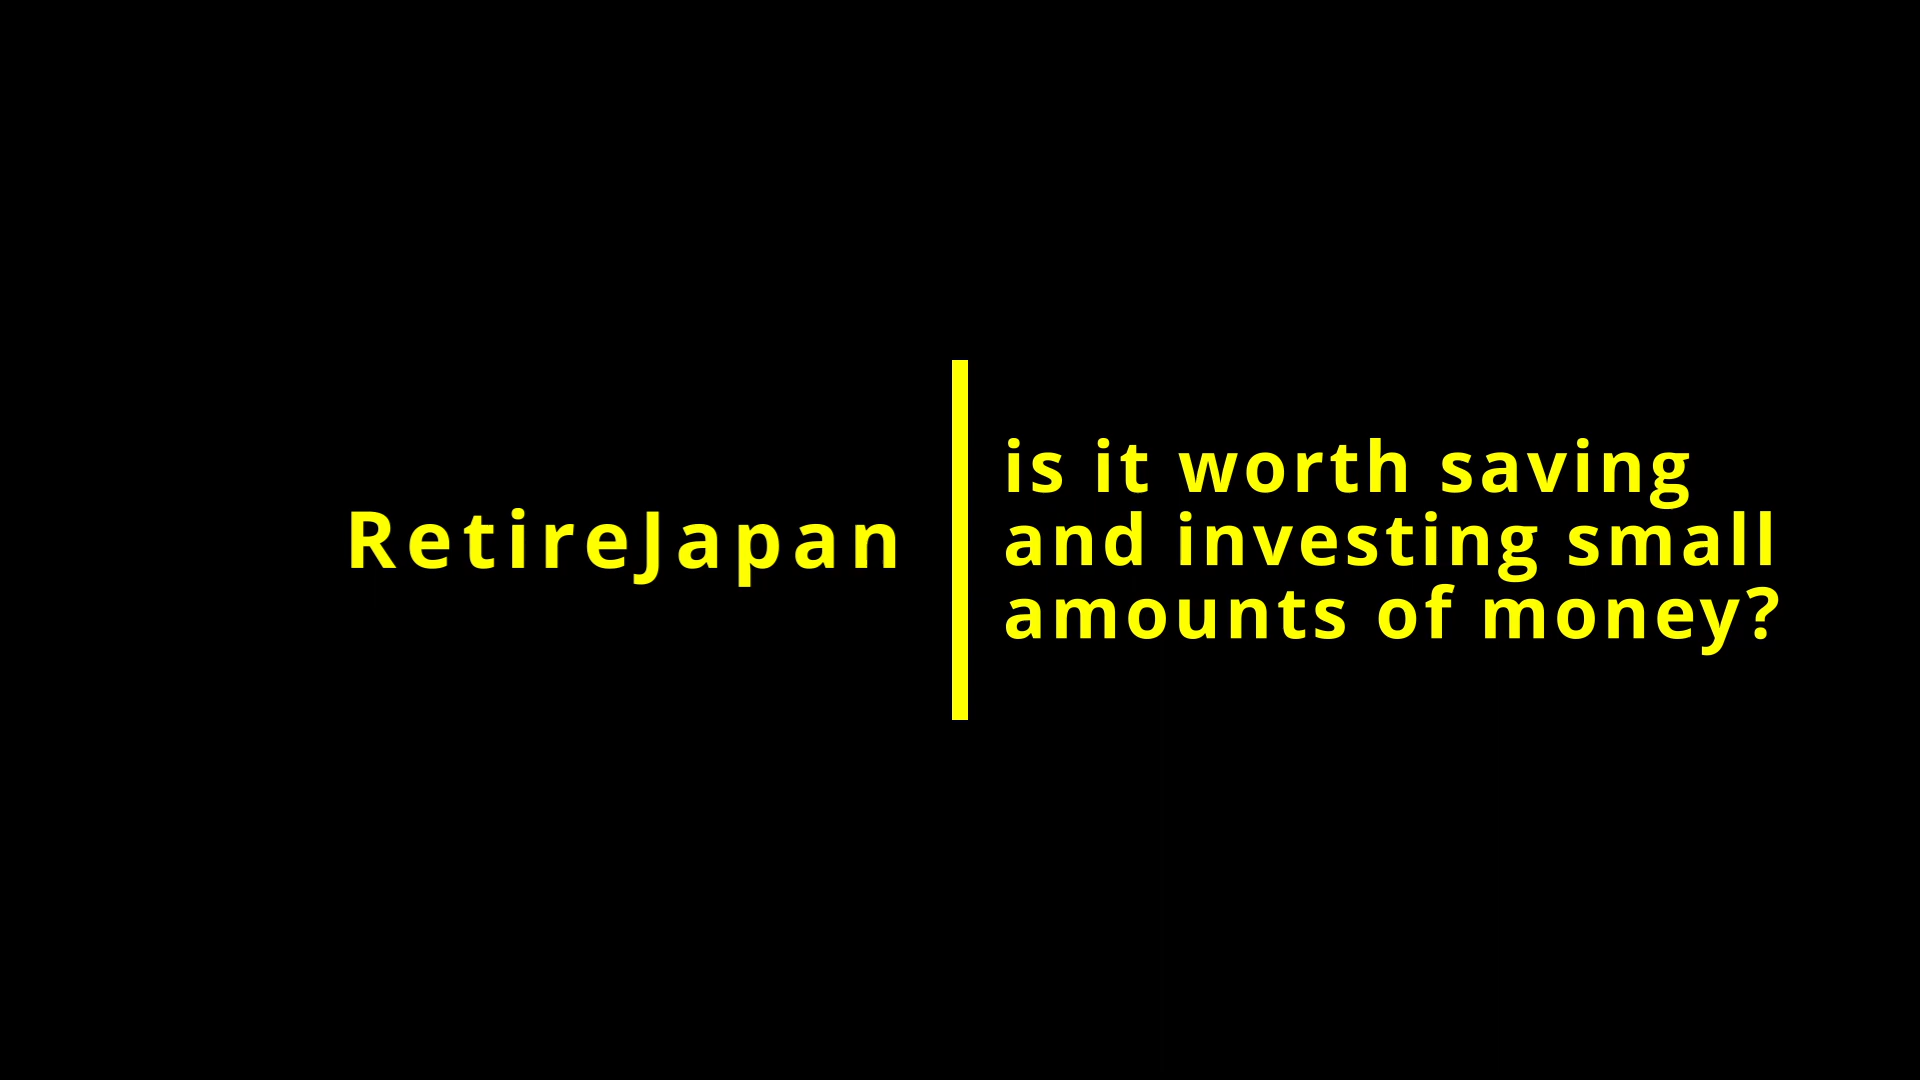 RetireJapan
is it worth saving
and investing small
amounts of money?